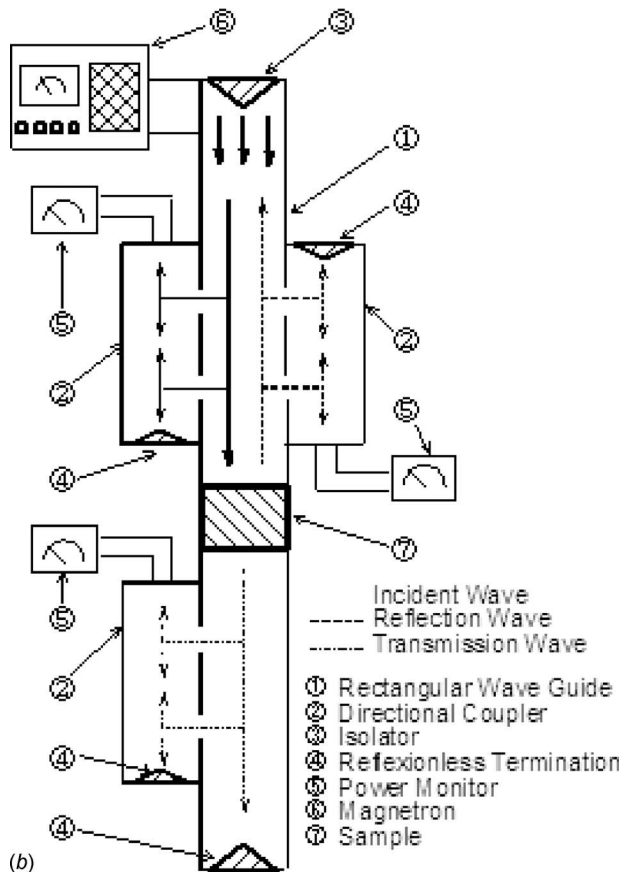 ⑥
③
①
④
⑤
②
②
⑤
④
⑦
⑤
②
④
④
Incident Wave
Reflection Wave
Transmission Wave
① Rectangular Wave Guide
② Directional Coupler
③ Isolator
④ Reflexionless Termination
⑤ Power Monitor
⑥ Magnetron
⑦ Sample
(b)